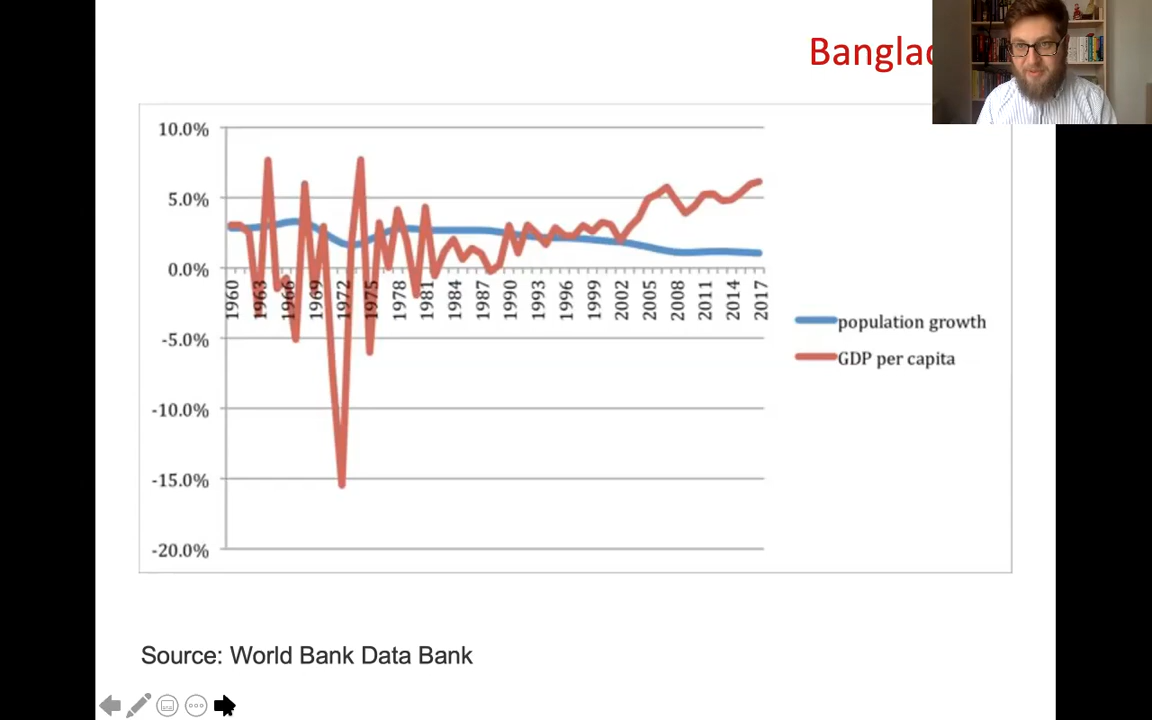 Banglad
10.0%
5.0%
0.0%
-5.0%
-10.0%
-15.0%
-20.0%
1960 1963 1966 1969 1972 1975 1978 1981 1984 1987 1990 1993 1996 1999 2002 2005 2008 2011 2014 2017
population growth
GDP per capita
Source: World Bank Data Bank